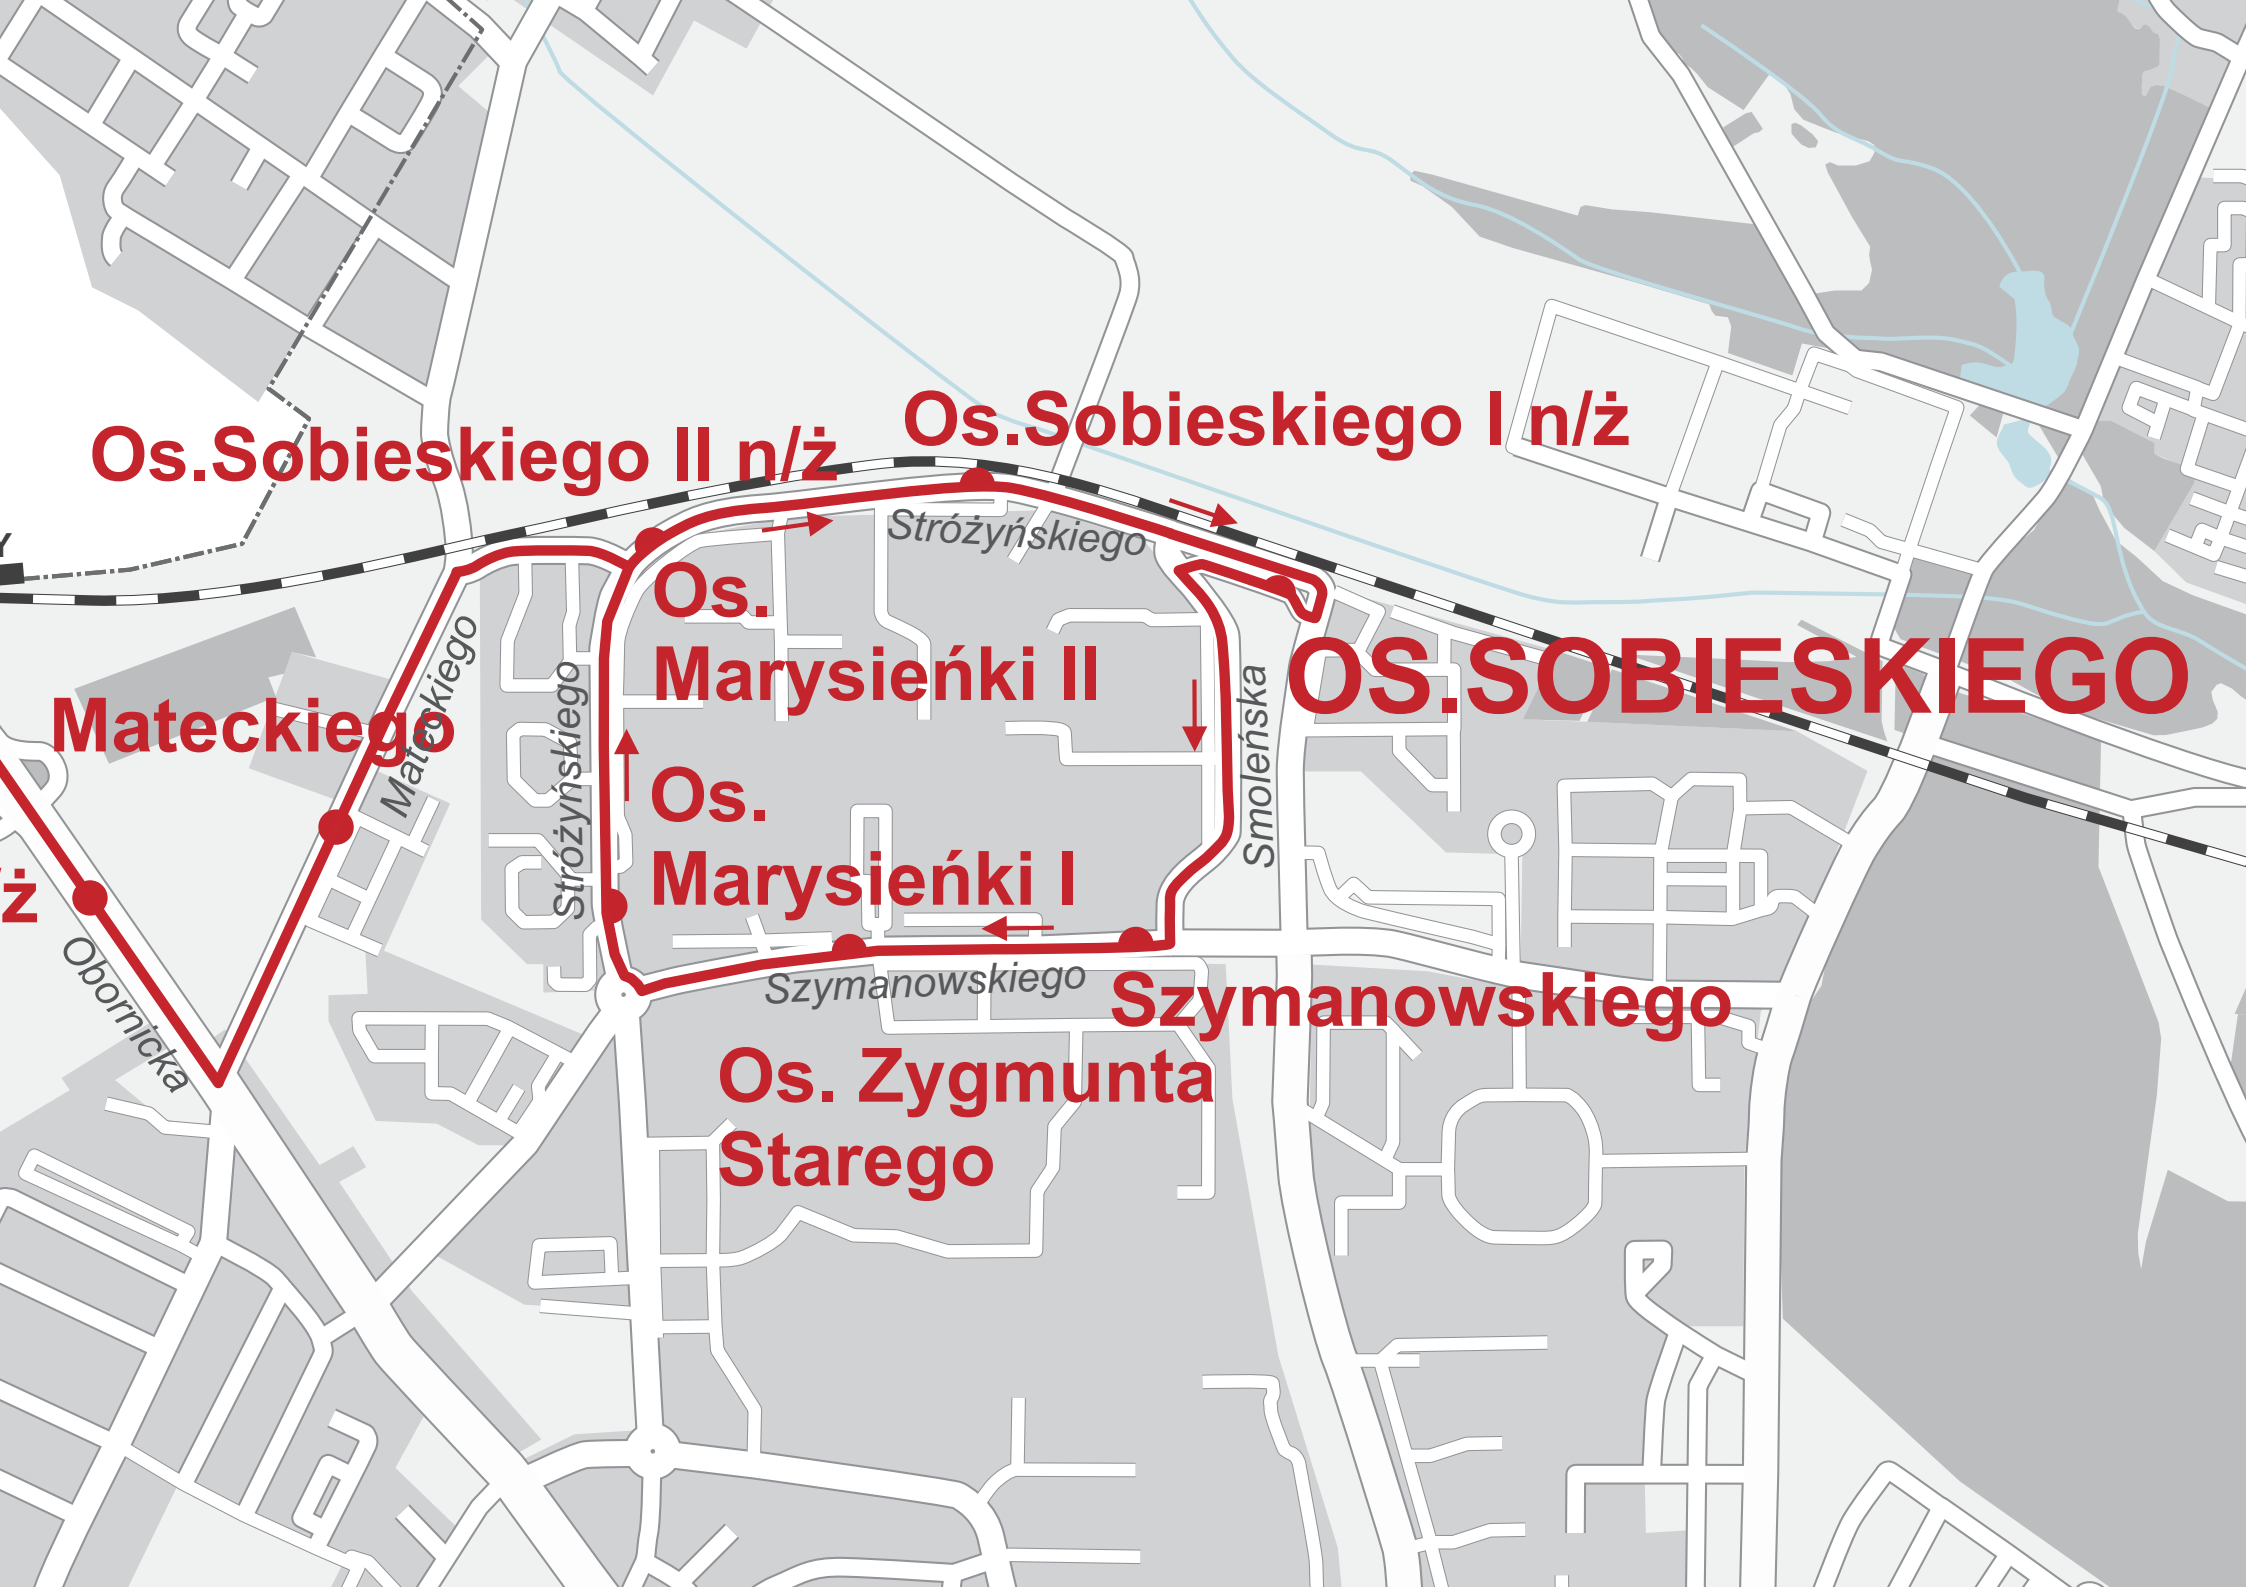 Os.Sobieskiego I n/ż
Os.Sobieskiego II n/ż
Stróżyńskiego
Y
Os.
Marysieńki II
OS.SOBIESKIEGO
Mateckiego
Mateckiego
Stróżyńskiego
Smoleńska
Os.
Marysieńki I
/ż
Obornicka
Szymanowskiego
Szymanowskiego
Os. Zygmunta
Starego